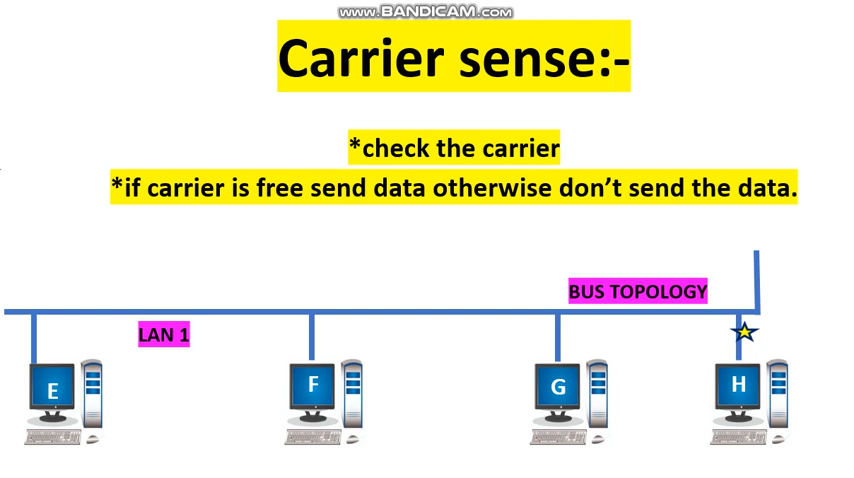 www.BANDICAM.com
Carrier sense:-
*check the carrier
*if carrier is free send data otherwise don’t send the data.
BUS TOPOLOGY
LAN 1
E
F
G
H